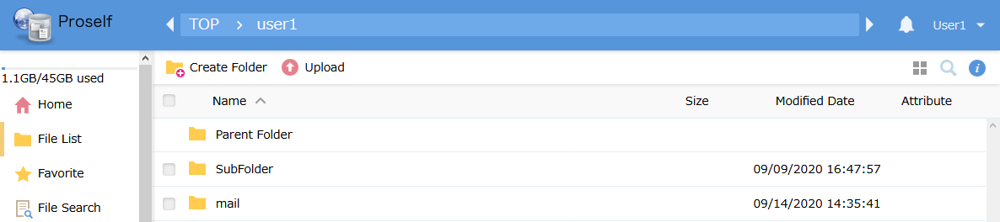 Proself
TOP > user1
User1
1.1GB/45GB used
Home
File List
Favorite
File Search
Create Folder
Upload
Name
Size
Modified Date
Attribute
Parent Folder
SubFolder 09/09/2020 16:47:57
mail 09/14/2020 14:35:41